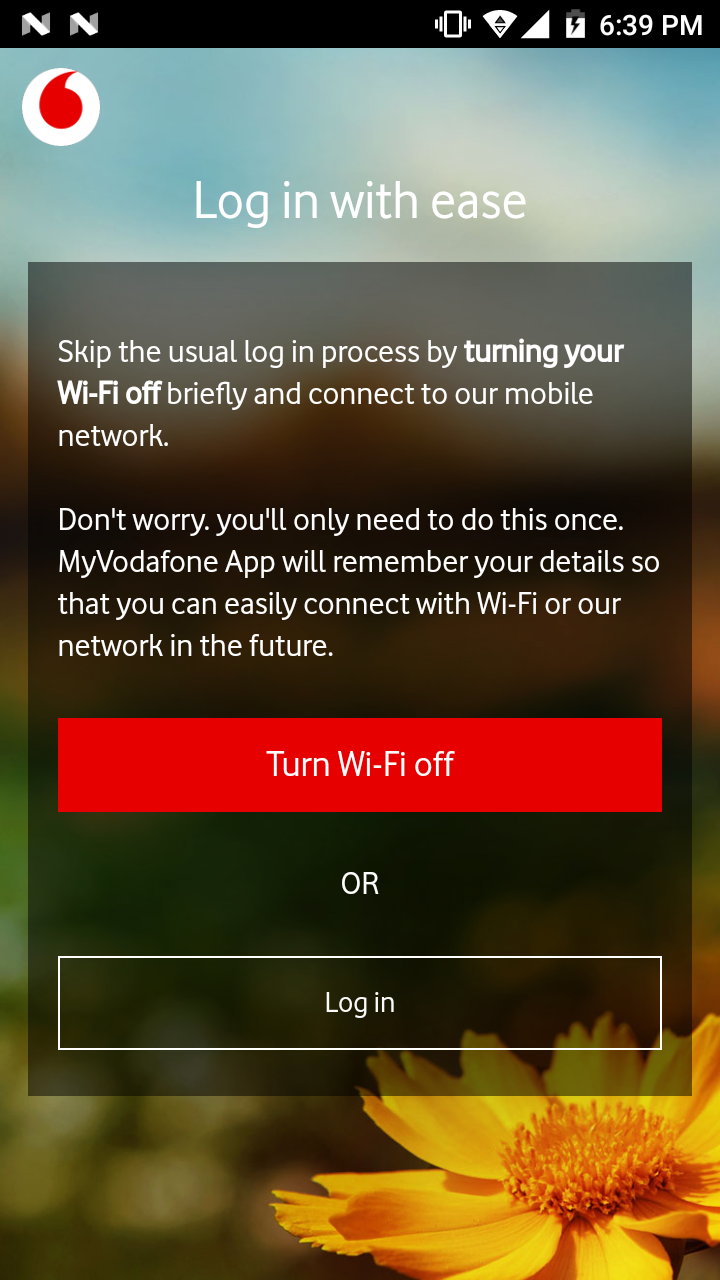 6:39 PM
Log in with ease
Skip the usual log in process by turning your
Wi-Fi off briefly and connect to our mobile
network.
Don't worry. you'll only need to do this once.
MyVodafone App will remember your details so
that you can easily connect with Wi-Fi or our
network in the future.
Turn Wi-Fi off
OR
Log in